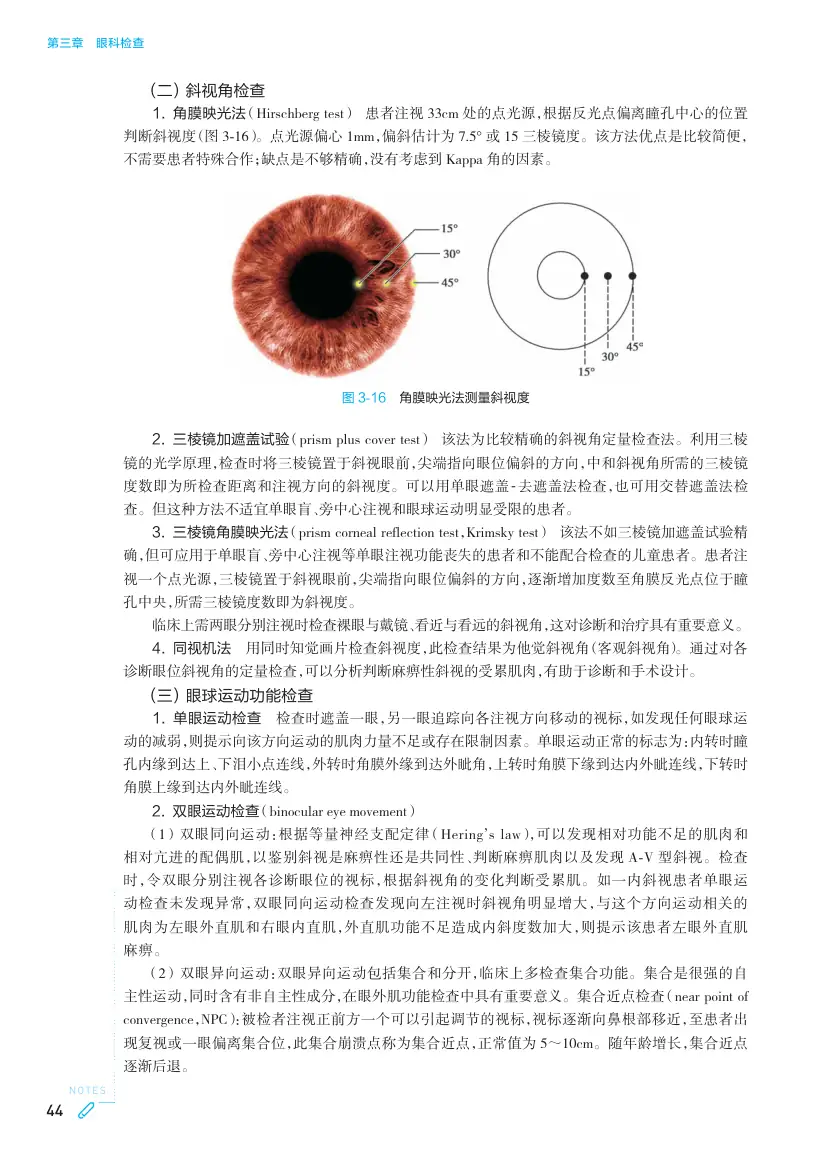 第三章 眼科检查
（二）斜视角检查
1. 角膜映光法（Hirschberg test） 患者注视 33cm 处的点光源，根据反光点偏离瞳孔中心的位置
判断斜视度（图 3-16）。点光源偏心 1mm，偏斜估计为 7.5° 或 15 三棱镜度。该方法优点是比较简便，
不需要患者特殊合作；缺点是不够精确，没有考虑到 Kappa 角的因素。
15°
30°
45°
45°
30°
15°
图 3-16 角膜映光法测量斜视度
2. 三棱镜加遮盖试验（prism plus cover test） 该法为比较精确的斜视角定量检查法。利用三棱
镜的光学原理，检查时将三棱镜置于斜视眼前，尖端指向眼位偏斜的方向，中和斜视角所需的三棱镜
度数即为所检查距离和注视方向的斜视度。可以用单眼遮盖-去遮盖法检查，也可用交替遮盖法检
查。但这种方法不适宜单眼盲、旁中心注视和眼球运动明显受限的患者。
3. 三棱镜角膜映光法（prism corneal reflection test，Krimsky test） 该法不如三棱镜加遮盖试验精
确，但可应用于单眼盲、旁中心注视等单眼注视功能丧失的患者和不能配合检查的儿童患者。患者注
视一个点光源，三棱镜置于斜视眼前，尖端指向眼位偏斜的方向，逐渐增加度数至角膜反光点位于瞳
孔中央，所需三棱镜度数即为斜视度。
临床上需两眼分别注视时检查裸眼与戴镜、看近与看远的斜视角，这对诊断和治疗具有重要意义。
4. 同视机法 用同时知觉画片检查斜视度，此检查结果为他觉斜视角（客观斜视角）。通过对各
诊断眼位斜视角的定量检查，可以分析判断麻痹性斜视的受累肌肉，有助于诊断和手术设计。
（三）眼球运动功能检查
1. 单眼运动检查 检查时遮盖一眼，另一眼追踪向各注视方向移动的视标，如发现任何眼球运
动的减弱，则提示向该方向运动的肌肉力量不足或存在限制因素。单眼运动正常的标志为：内转时瞳
孔内缘到达上、下泪小点连线，外转时角膜外缘到达外眦角，上转时角膜下缘到达内外眦连线，下转时
角膜上缘到达内外眦连线。
2. 双眼运动检查（binocular eye movement）
（1）双眼同向运动：根据等量神经支配定律（Hering's law），可以发现相对功能不足的肌肉和
相对亢进的配偶肌，以鉴别斜视是麻痹性还是共同性、判断麻痹肌肉以及发现 A-V 型斜视。检查
时，令双眼分别注视各诊断眼位的视标，根据斜视角的变化判断受累肌。如一内斜视患者单眼运
动检查未发现异常，双眼同向运动检查发现向左注视时斜视角明显增大，与这个方向运动相关的
肌肉为左眼外直肌和右眼内直肌，外直肌功能不足造成内斜度数加大，则提示该患者左眼外直肌
麻痹。
（2）双眼异向运动：双眼异向运动包括集合和分开，临床上多检查集合功能。集合是很强的自
主性运动，同时含有非自主性成分，在眼外肌功能检查中具有重要意义。集合近点检查（near point of
convergence，NPC）：被检者注视正前方一个可以引起调节的视标，视标逐渐向鼻根部移近，至患者出
现复视或一眼偏离集合位，此集合崩溃点称为集合近点，正常值为 5～10cm。随年龄增长，集合近点
逐渐后退。
NOTES
44